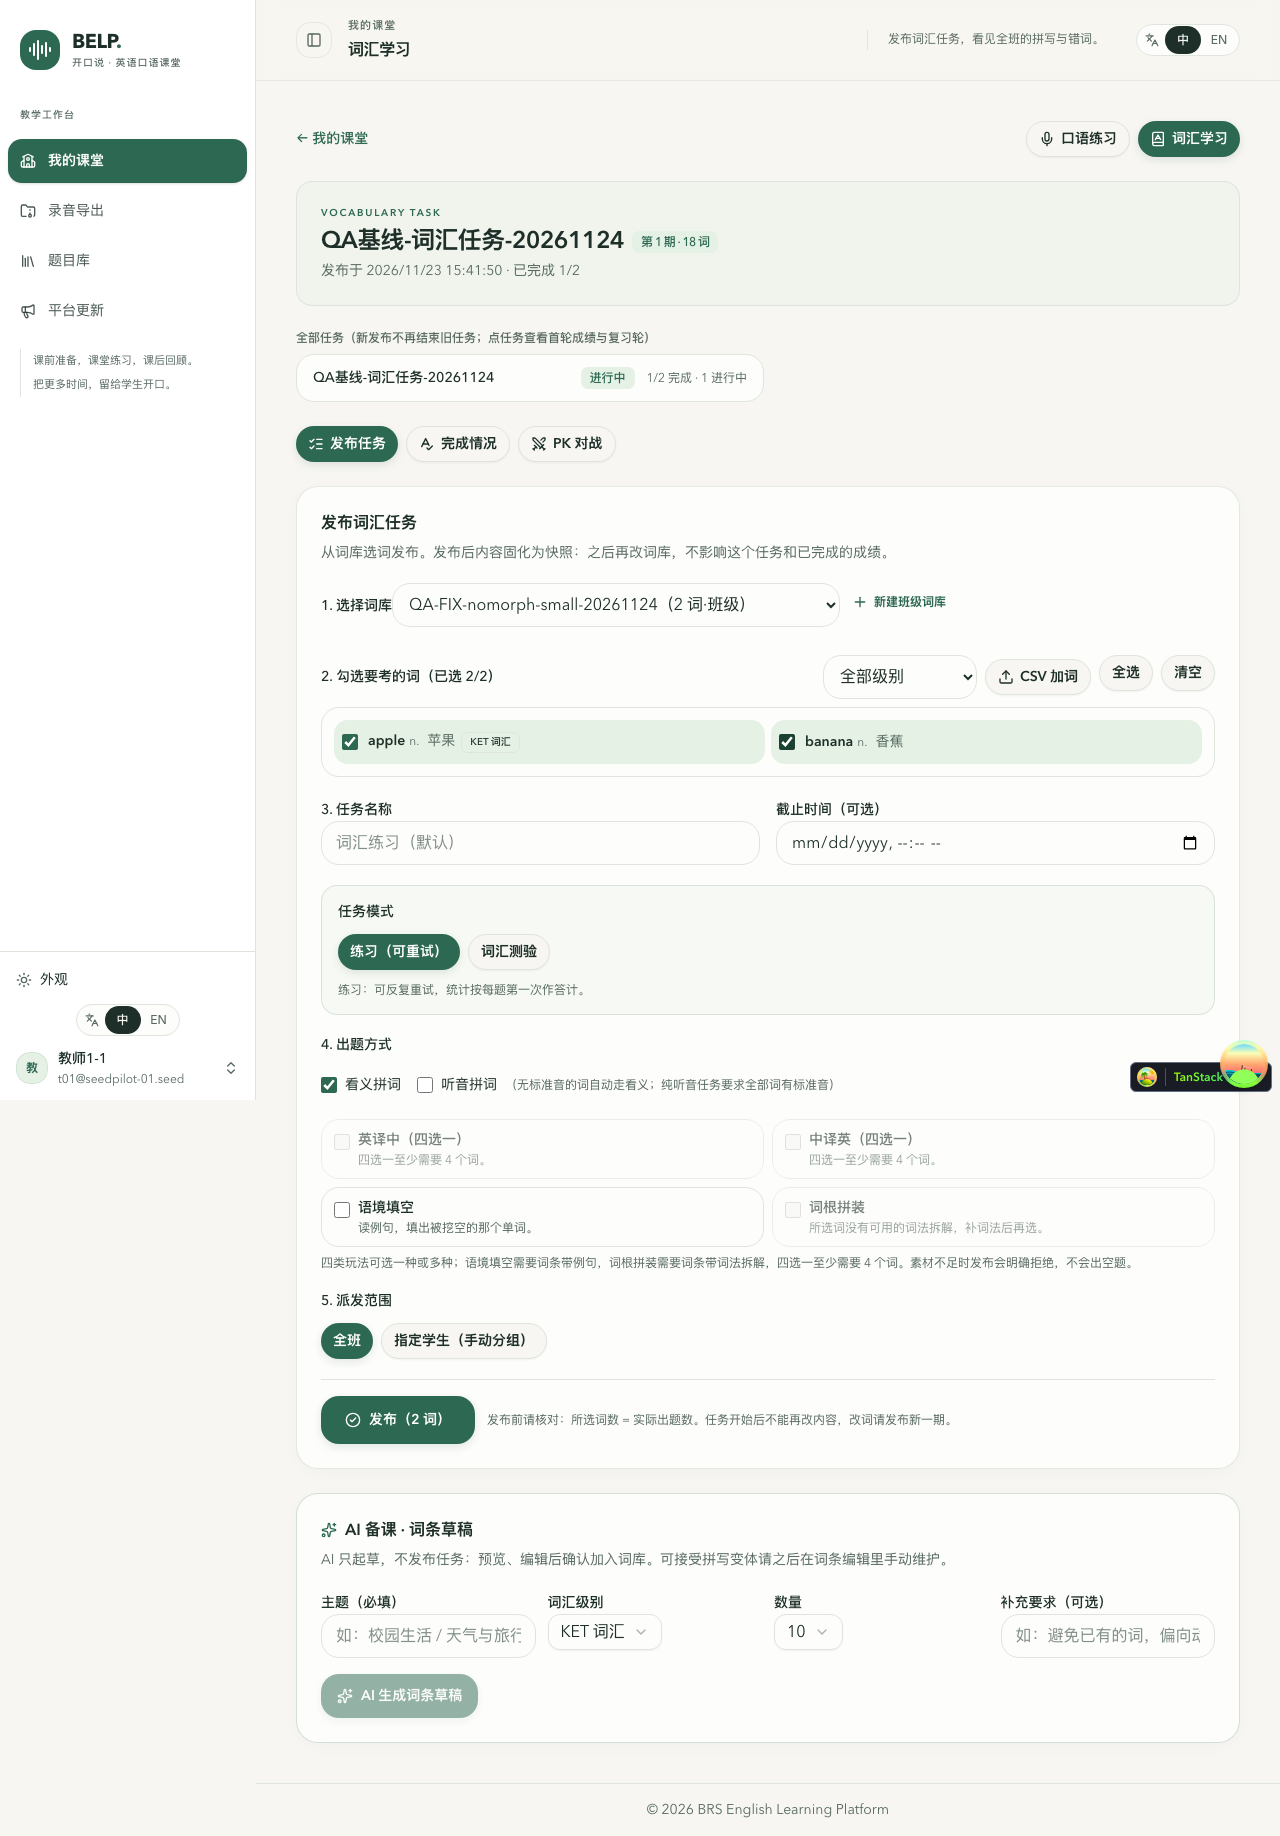 BELP.
开口说 · 英语口语课堂
教学工作台
我的课堂
录音导出
题目库
平台更新
课前准备，课堂练习，课后回顾。
把更多时间，留给学生开口。
外观
中 EN
教
教师1-1
t01@seedpilot-01.seed
我的课堂
词汇学习
发布词汇任务，看见全班的拼写与错词。
中 EN
← 我的课堂
口语练习
词汇学习
VOCABULARY TASK
QA基线-词汇任务-20261124 第1期·18词
发布于 2026/11/23 15:41:50 · 已完成 1/2
全部任务（新发布不再结束旧任务；点任务查看首轮成绩与复习轮）
QA基线-词汇任务-20261124 进行中 1/2 完成 · 1 进行中
发布任务
完成情况
PK 对战
发布词汇任务
从词库选词发布。发布后内容固化为快照：之后再改词库，不影响这个任务和已完成的成绩。
1. 选择词库 QA-FIX-nomorph-small-20261124（2 词·班级） + 新建班级词库
2. 勾选要考的词（已选 2/2） 全部级别 CSV 加词 全选 清空
apple n. 苹果 KET 词汇
banana n. 香蕉
3. 任务名称
词汇练习（默认）
截止时间（可选）
mm/dd/yyyy, --:-- --
任务模式
练习（可重试） 词汇测验
练习：可反复重试，统计按每题第一次作答计。
4. 出题方式
看义拼词 听音拼词 （无标准音的词自动走看义；纯听音任务要求全部词有标准音）
英译中（四选一）
四选一至少需要 4 个词。
中译英（四选一）
四选一至少需要 4 个词。
语境填空
读例句，填出被挖空的那个单词。
词根拼装
所选词没有可用的词法拆解，补词法后再选。
四类玩法可选一种或多种；语境填空需要词条带例句，词根拼装需要词条带词法拆解，四选一至少需要 4 个词。素材不足时发布会明确拒绝，不会出空题。
5. 派发范围
全班 指定学生（手动分组）
发布（2 词） 发布前请核对：所选词数 = 实际出题数。任务开始后不能再改内容，改词请发布新一期。
TanStack
AI 备课 · 词条草稿
AI 只起草，不发布任务：预览、编辑后确认加入词库。可接受拼写变体请之后在词条编辑里手动维护。
主题（必填）
如：校园生活 / 天气与旅行
词汇级别
KET 词汇
数量
10
补充要求（可选）
如：避免已有的词，偏向动
AI 生成词条草稿
© 2026 BRS English Learning Platform